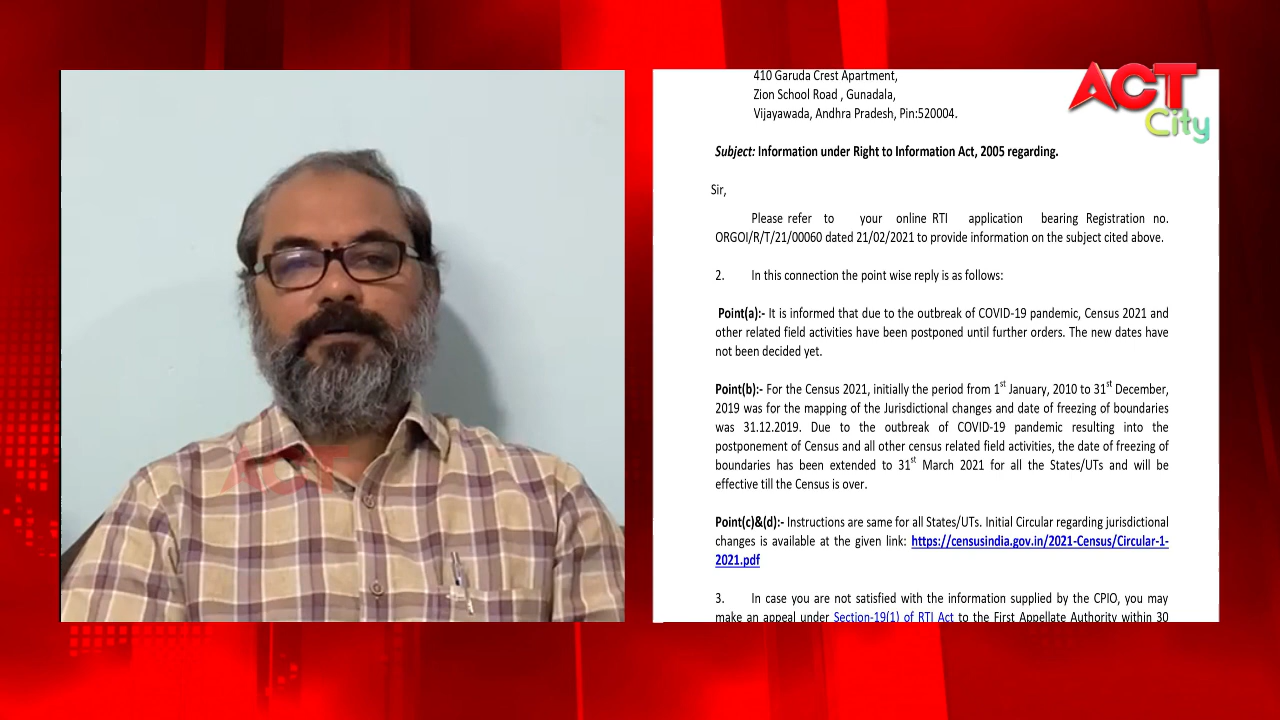 ACT
City
410 Garuda Crest Apartment,
Zion School Road , Gunadala,
Vijayawada, Andhra Pradesh, Pin:520004.
Subject: Information under Right to Information Act, 2005 regarding.
Sir,
Please refer to your online RTI application bearing Registration no.
ORGOI/R/T/21/00060 dated 21/02/2021 to provide information on the subject cited above.
2. In this connection the point wise reply is as follows:
Point(a):- It is informed that due to the outbreak of COVID-19 pandemic, Census 2021 and
other related field activities have been postponed until further orders. The new dates have
not been decided yet.
Point(b):- For the Census 2021, initially the period from 1st January, 2010 to 31st December,
2019 was for the mapping of the Jurisdictional changes and date of freezing of boundaries
was 31.12.2019. Due to the outbreak of COVID-19 pandemic resulting into the
postponement of Census and all other census related field activities, the date of freezing of
boundaries has been extended to 31st March 2021 for all the States/UTs and will be
effective till the Census is over.
Point(c)&(d):- Instructions are same for all States/UTs. Initial Circular regarding jurisdictional
changes is available at the given link: https://censusindia.gov.in/2021-Census/Circular-1-
2021.pdf
3. In case you are not satisfied with the information supplied by the CPIO, you may
make an appeal under Section-19(1) of RTI Act to the First Appellate Authority within 30
ACT